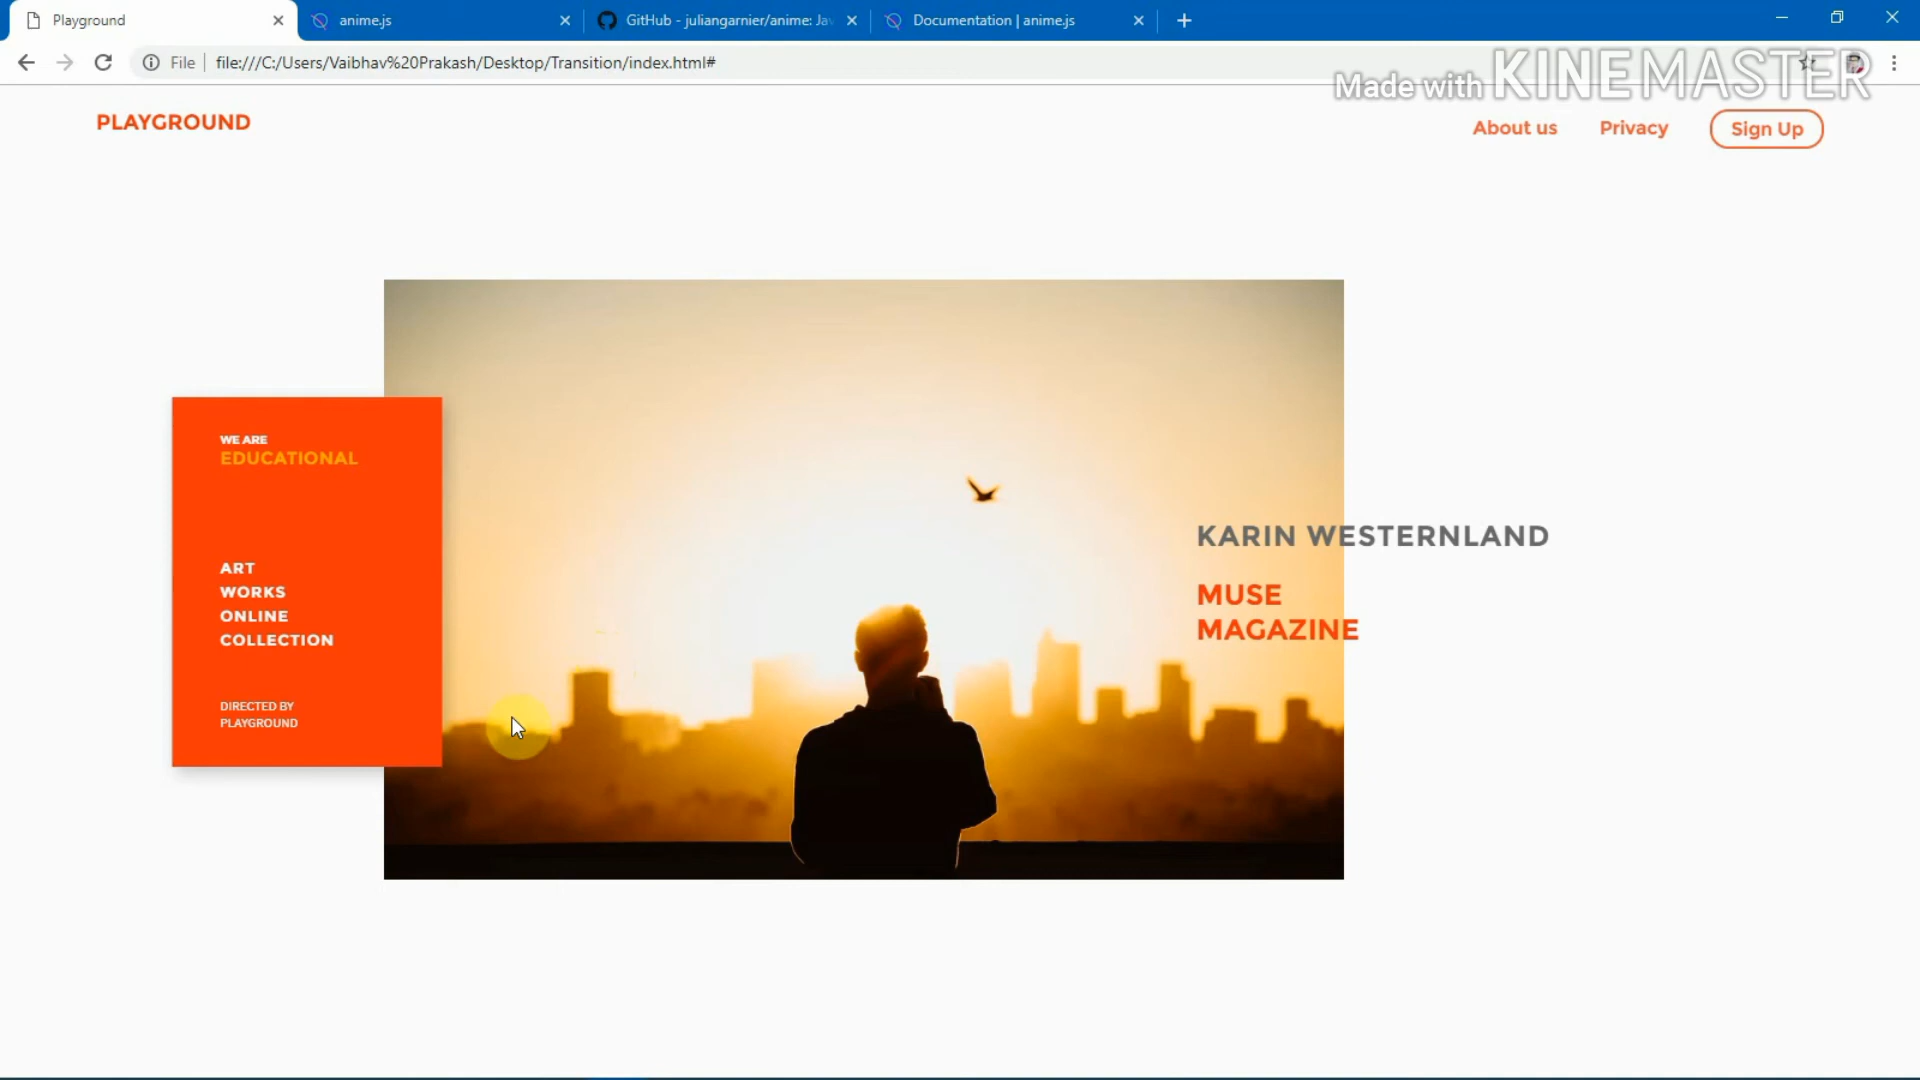 Playground
anime.js
GitHub - juliangarnier/anime: Jav
Documentation | anime.js
File
file:///C:/Users/Vaibhav%20Prakash/Desktop/Transition/index.html#
Made with KINEMASTER
PLAYGROUND
About us
Privacy
Sign Up
WE ARE
EDUCATIONAL
ART
WORKS
ONLINE
COLLECTION
DIRECTED BY
PLAYGROUND
KARIN WESTERNLAND
MUSE
MAGAZINE